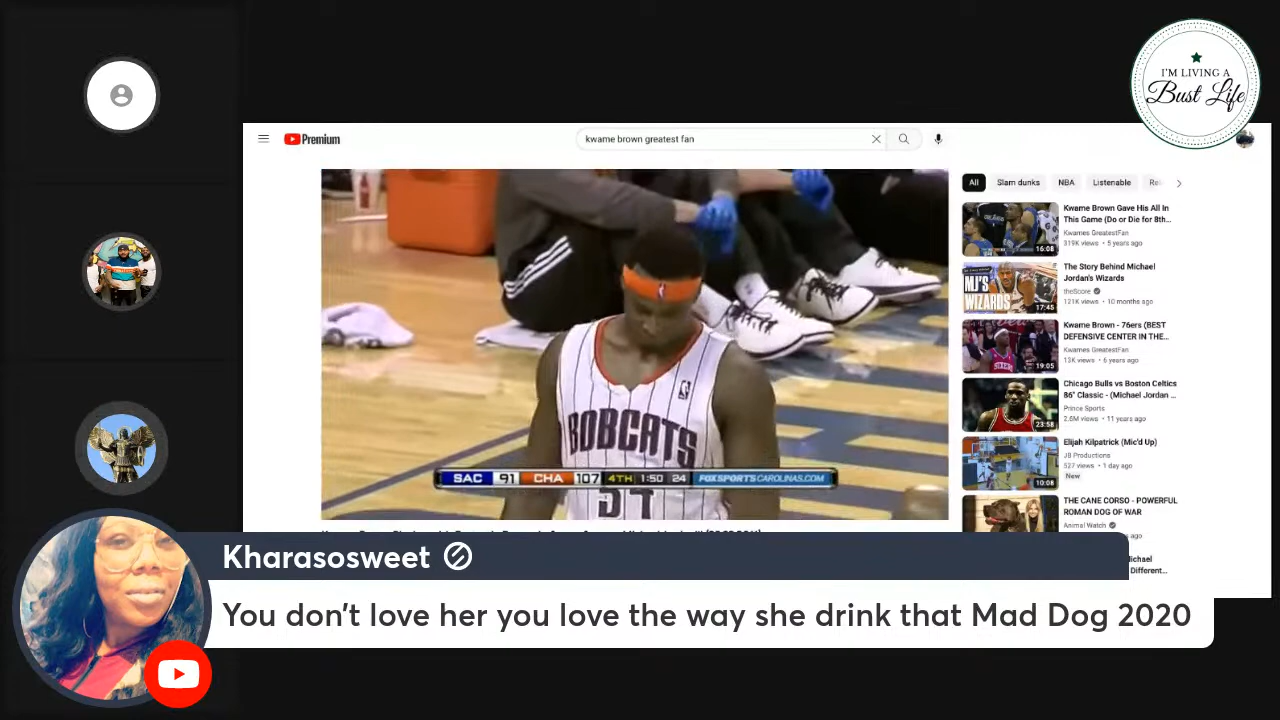 I'M LIVING A
Bust Life
Premium
kwame brown greatest fan
All
Slam dunks
NBA
Listenable
Kwame Brown Gave His All In
This Game (Do or Die for 8th...
Kwames GreatestFan
319K views • 5 years ago
16:08
The Story Behind Michael
Jordan's Wizards
theScore
121K views • 10 months ago
MJ'S
WIZARDS
17:45
Kwame Brown - 76ers (BEST
DEFENSIVE CENTER IN THE...
Kwames GreatestFan
13K views • 6 years ago
19:05
Chicago Bulls vs Boston Celtics
86" Classic - (Michael Jordan ...
Prince Sports
2.6M views • 11 years ago
23:58
Elijah Kilpatrick (Mic'd Up)
JB Productions
527 views • 1 day ago
New
10:08
THE CANE CORSO - POWERFUL
ROMAN DOG OF WAR
Animal Watch
ago
Different...
BOBCATS
54
SAC 91 CHA 107 4TH 1:50 24 FOXSPORTSCAROLINAS.COM
Kharasosweet
You don't love her you love the way she drink that Mad Dog 2020